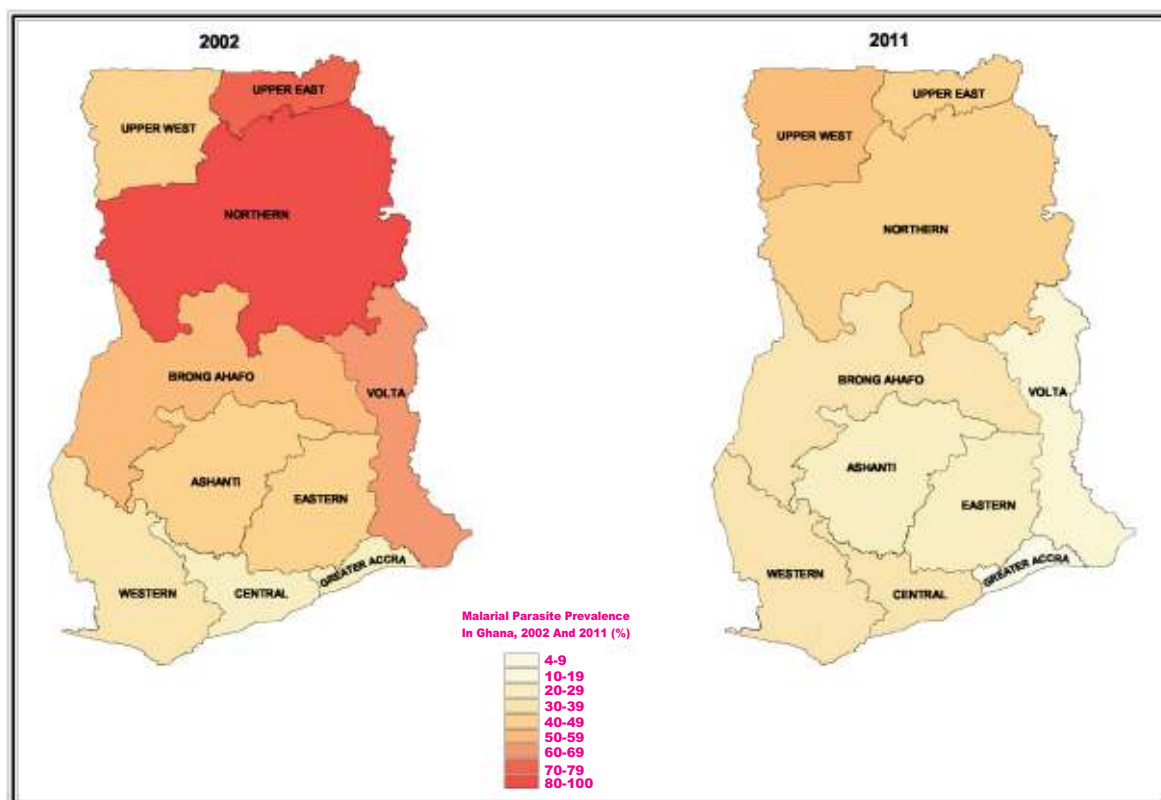 2002
UPPER EAST
UPPER WEST
NORTHERN
BRONG AHAFO
VOLTA
ASHANTI
EASTERN
GREATER ACCRA
WESTERN
CENTRAL
2011
UPPER EAST
UPPER WEST
NORTHERN
BRONG AHAFO
VOLTA
ASHANTI
EASTERN
GREATER ACCRA
WESTERN
CENTRAL
Malarial Parasite Prevalence
In Ghana, 2002 And 2011 (%)
4-9
10-19
20-29
30-39
40-49
50-59
60-69
70-79
80-100